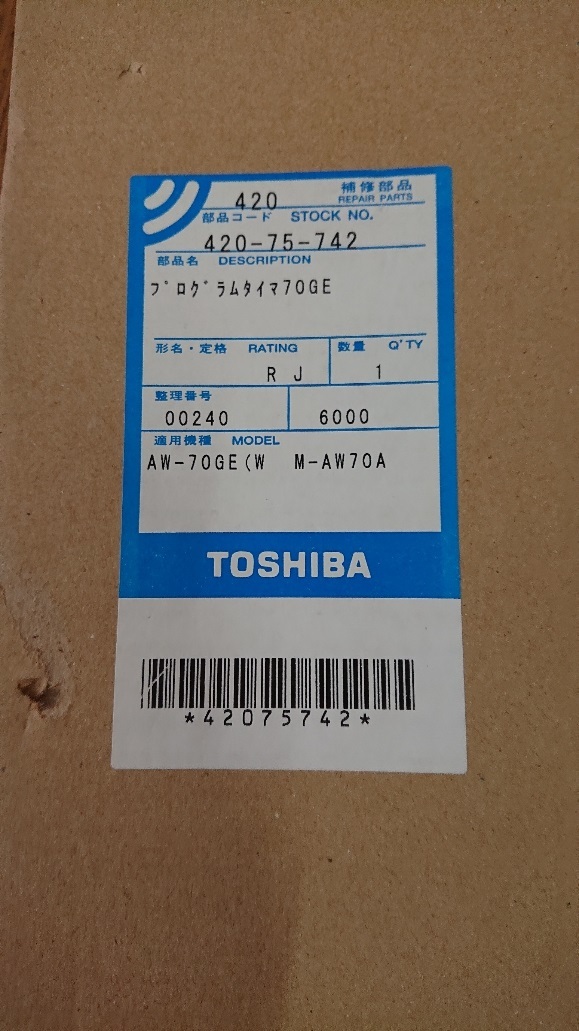 420 補修部品
REPAIR PARTS
部品コード STOCK NO.
420-75-742
部品名 DESCRIPTION
プログラムタイマ70GE
形名・定格 RATING 数量 Q'TY
R J 1
整理番号
00240 6000
適用機種 MODEL
AW-70GE(W M-AW70A
TOSHIBA
*42075742*